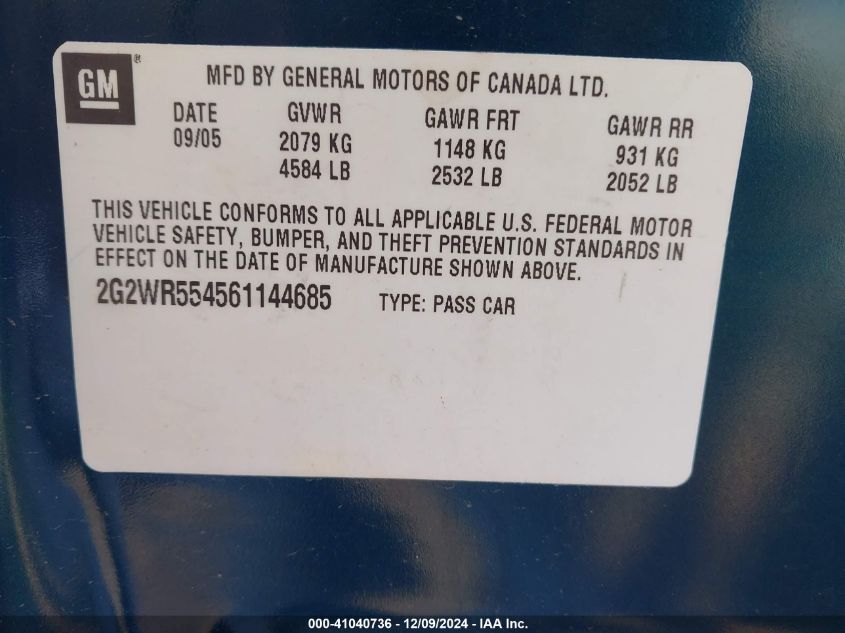 GM®
MFD BY GENERAL MOTORS OF CANADA LTD.
DATE GVWR GAWR FRT GAWR RR
09/05 2079 KG 1148 KG 931 KG
4584 LB 2532 LB 2052 LB
THIS VEHICLE CONFORMS TO ALL APPLICABLE U.S. FEDERAL MOTOR
VEHICLE SAFETY, BUMPER, AND THEFT PREVENTION STANDARDS IN
EFFECT ON THE DATE OF MANUFACTURE SHOWN ABOVE.
2G2WR554561144685 TYPE: PASS CAR
000-41040736 - 12/09/2024 - IAA Inc.